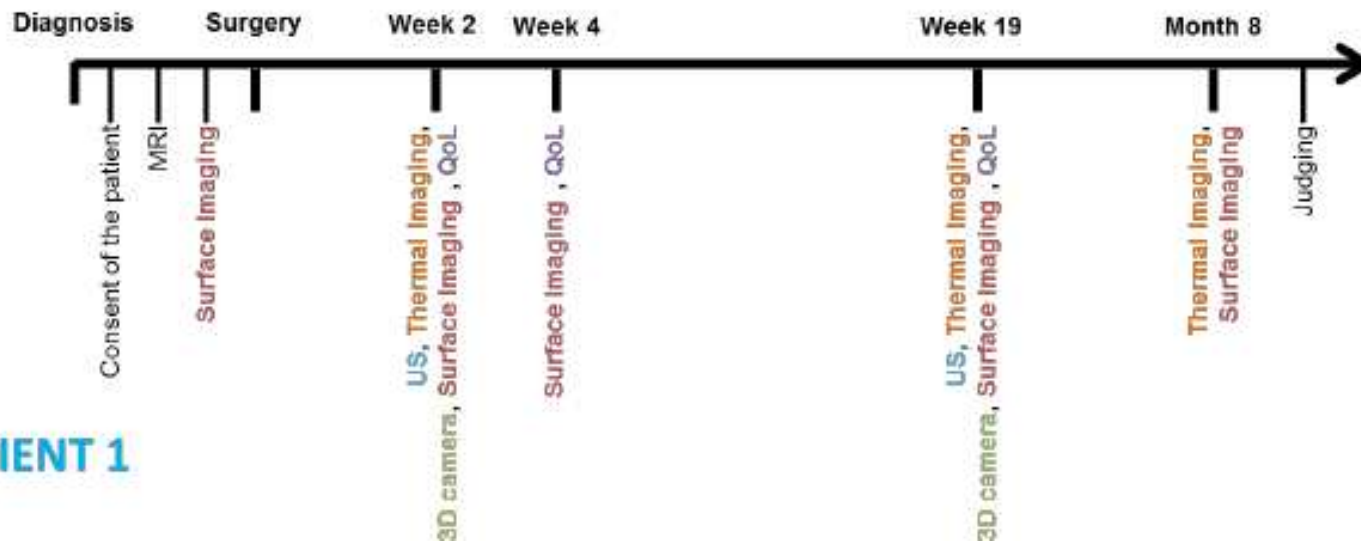 Diagnosis
Surgery
Week 2
Week 4
Week 19
Month 8
Consent of the patient
MRI
Surface Imaging
US, Thermal Imaging,
3D camera, Surface Imaging , QoL
Surface Imaging , QoL
US, Thermal Imaging,
3D camera, Surface Imaging , QoL
Thermal Imaging,
Surface Imaging
Judging
IENT 1